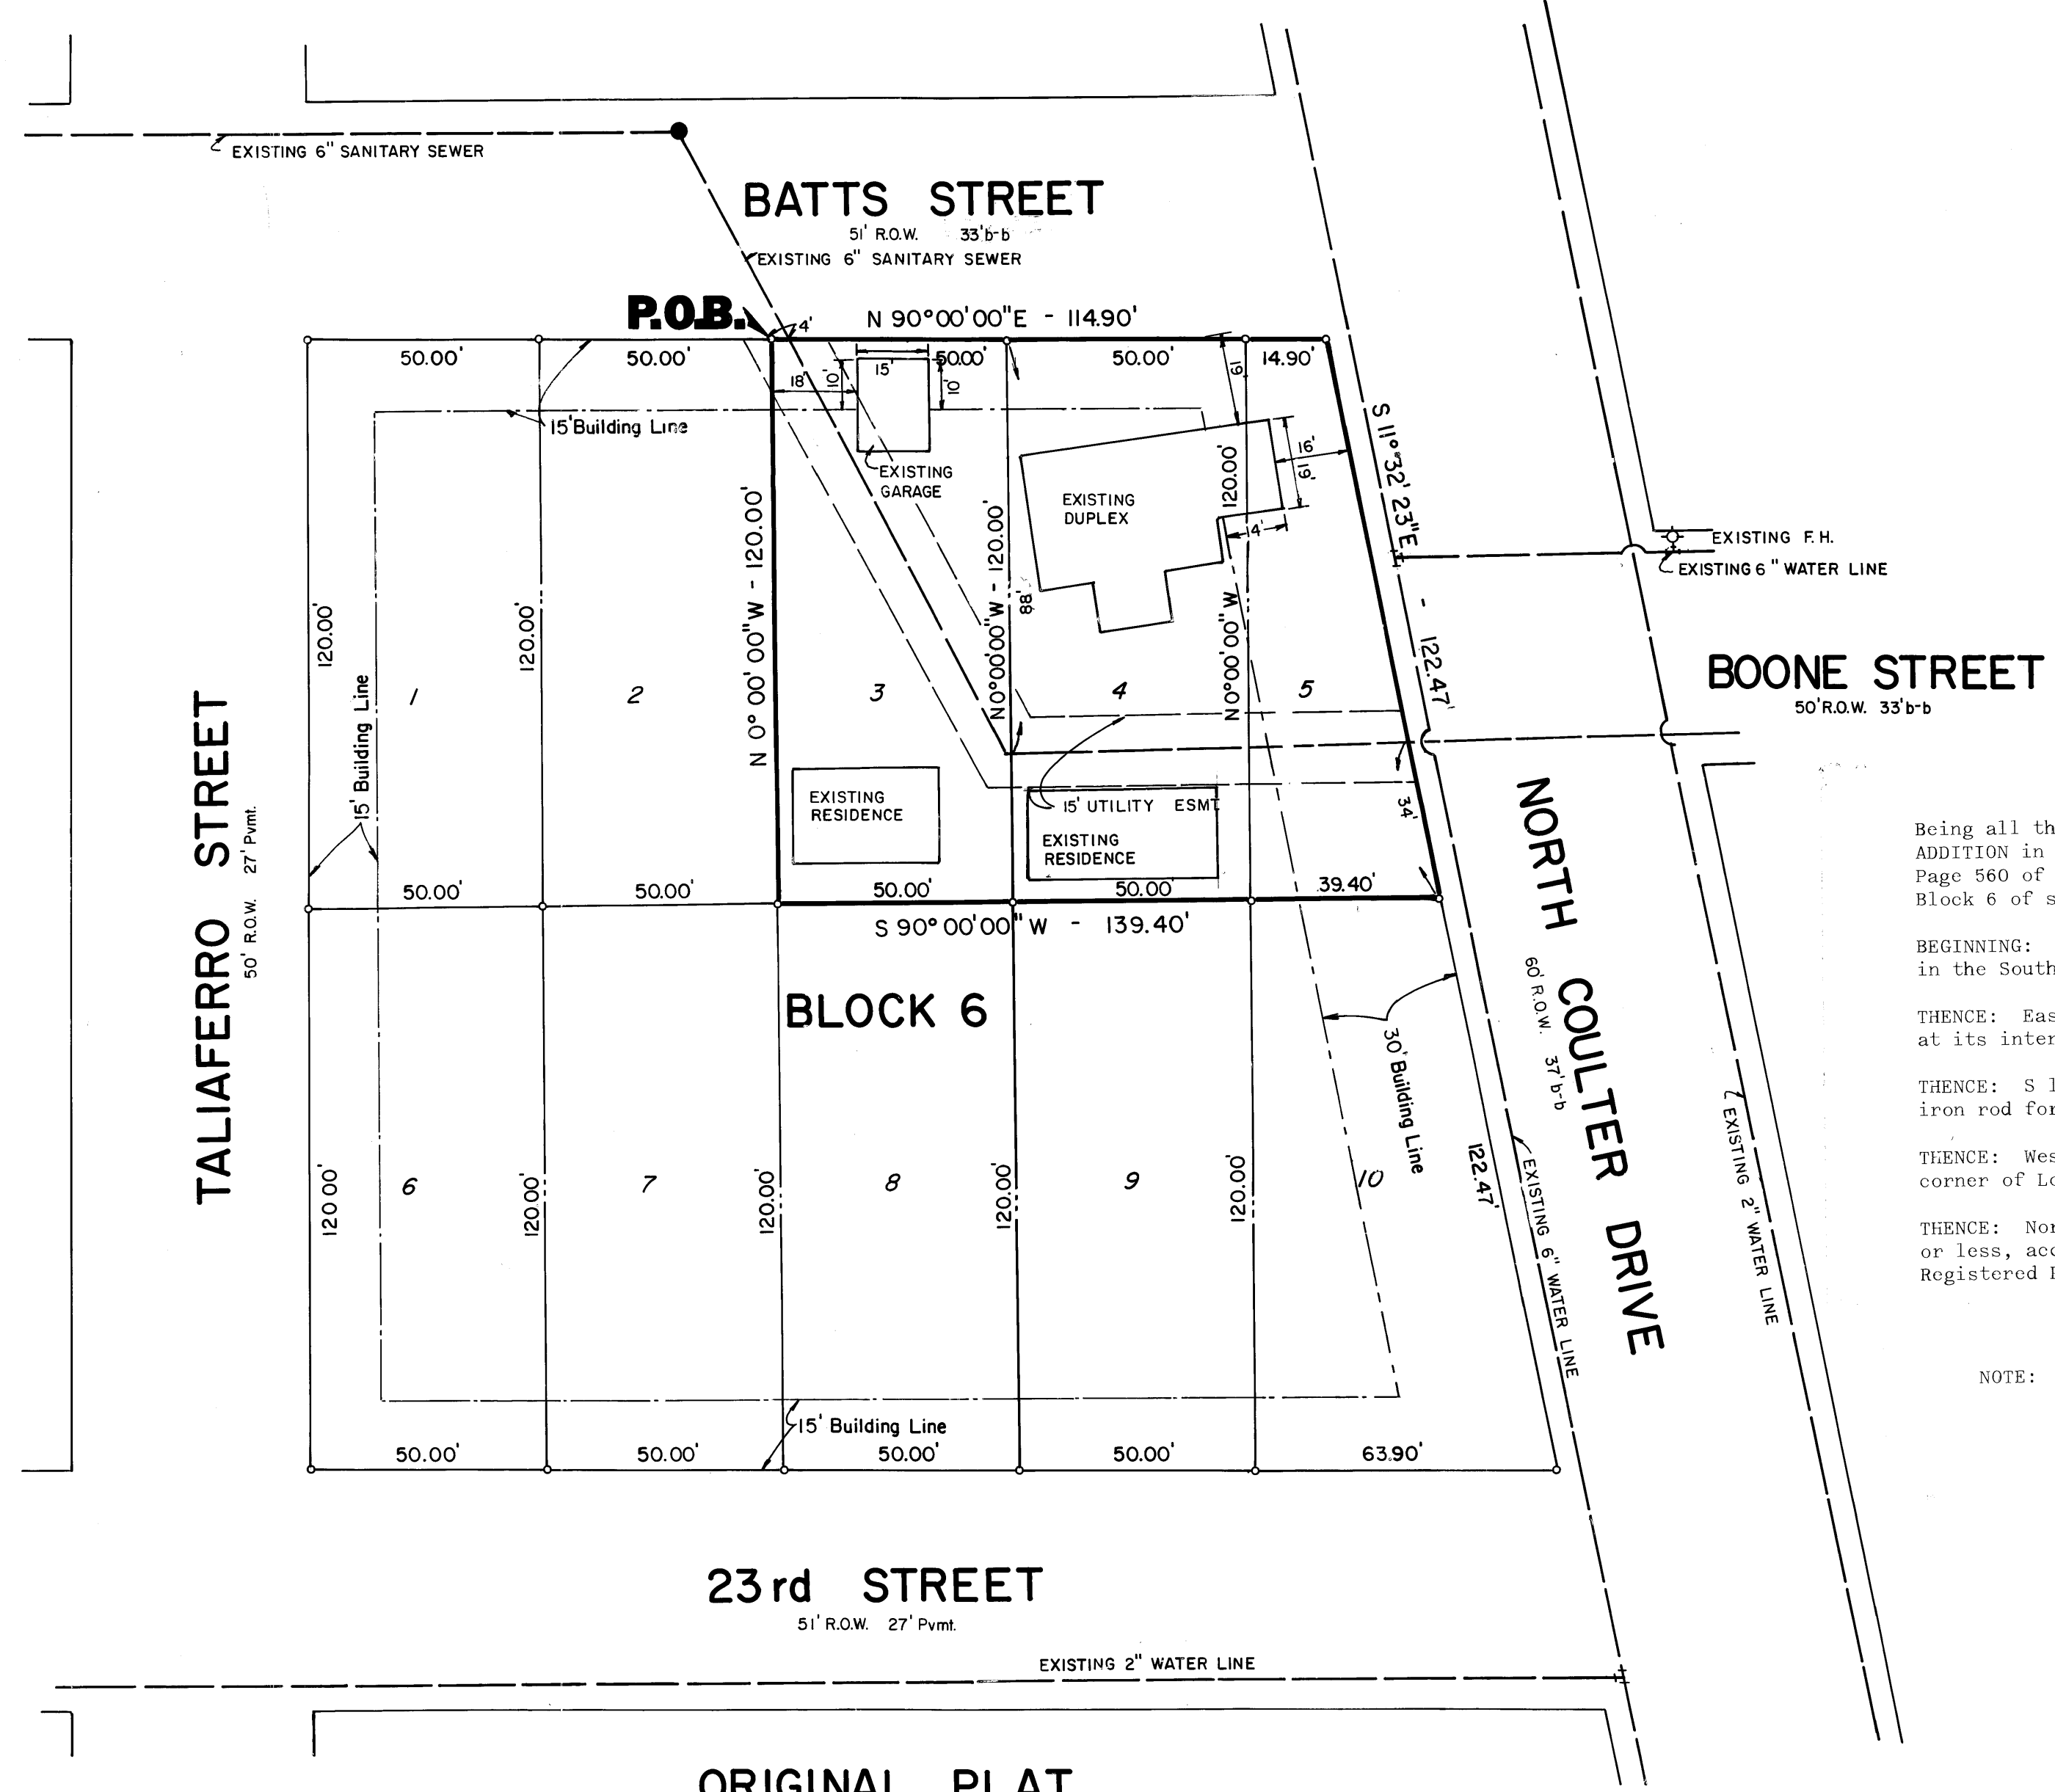 EXISTING 6" SANITARY SEWER
BATTS STREET
51' R.O.W. 33'b-b
EXISTING 6" SANITARY SEWER
P.O.B.
4'
N 90°00'00"E - 114.90'
50.00'
50.00'
50.00'
50.00'
14.90'
15'
18'
10'
10'
19'
15' Building Line
EXISTING
GARAGE
EXISTING
DUPLEX
16'
19'
4'
120.00'
S 11° 32' 23"E - 122.47'
EXISTING F.H.
EXISTING 6" WATER LINE
BOONE STREET
50' R.O.W. 33'b-b
120.00'
120.00'
N 0° 00' 00"W - 120.00'
N 0°00'00"W - 120.00'
88'
N 0°00'00"W
1
2
3
4
5
15' Building Line
TALIAFERRO STREET
50' R.O.W. 27' Pvmt.
EXISTING
RESIDENCE
15' UTILITY ESMT
EXISTING
RESIDENCE
34'
50.00'
50.00'
50.00'
50.00'
39.40'
S 90°00'00"W - 139.40'
BLOCK 6
NORTH COULTER DRIVE
60' R.O.W. 37' b-b
30' Building Line
122.47'
EXISTING 6" WATER LINE
EXISTING 2" WATER LINE
120 00'
120.00'
120.00'
120.00'
120.00'
6
7
8
9
10
15' Building Line
50.00'
50.00'
50.00'
50.00'
63.90'
23rd STREET
51' R.O.W. 27' Pvmt.
EXISTING 2" WATER LINE
ORIGINAL PLAT
Being all th
ADDITION in
Page 560 of
Block 6 of s
BEGINNING:
in the South
THENCE: Eas
at its inter
THENCE: S 1
iron rod for
THENCE: Wes
corner of Lo
THENCE: Nor
or less, acc
Registered P
NOTE: